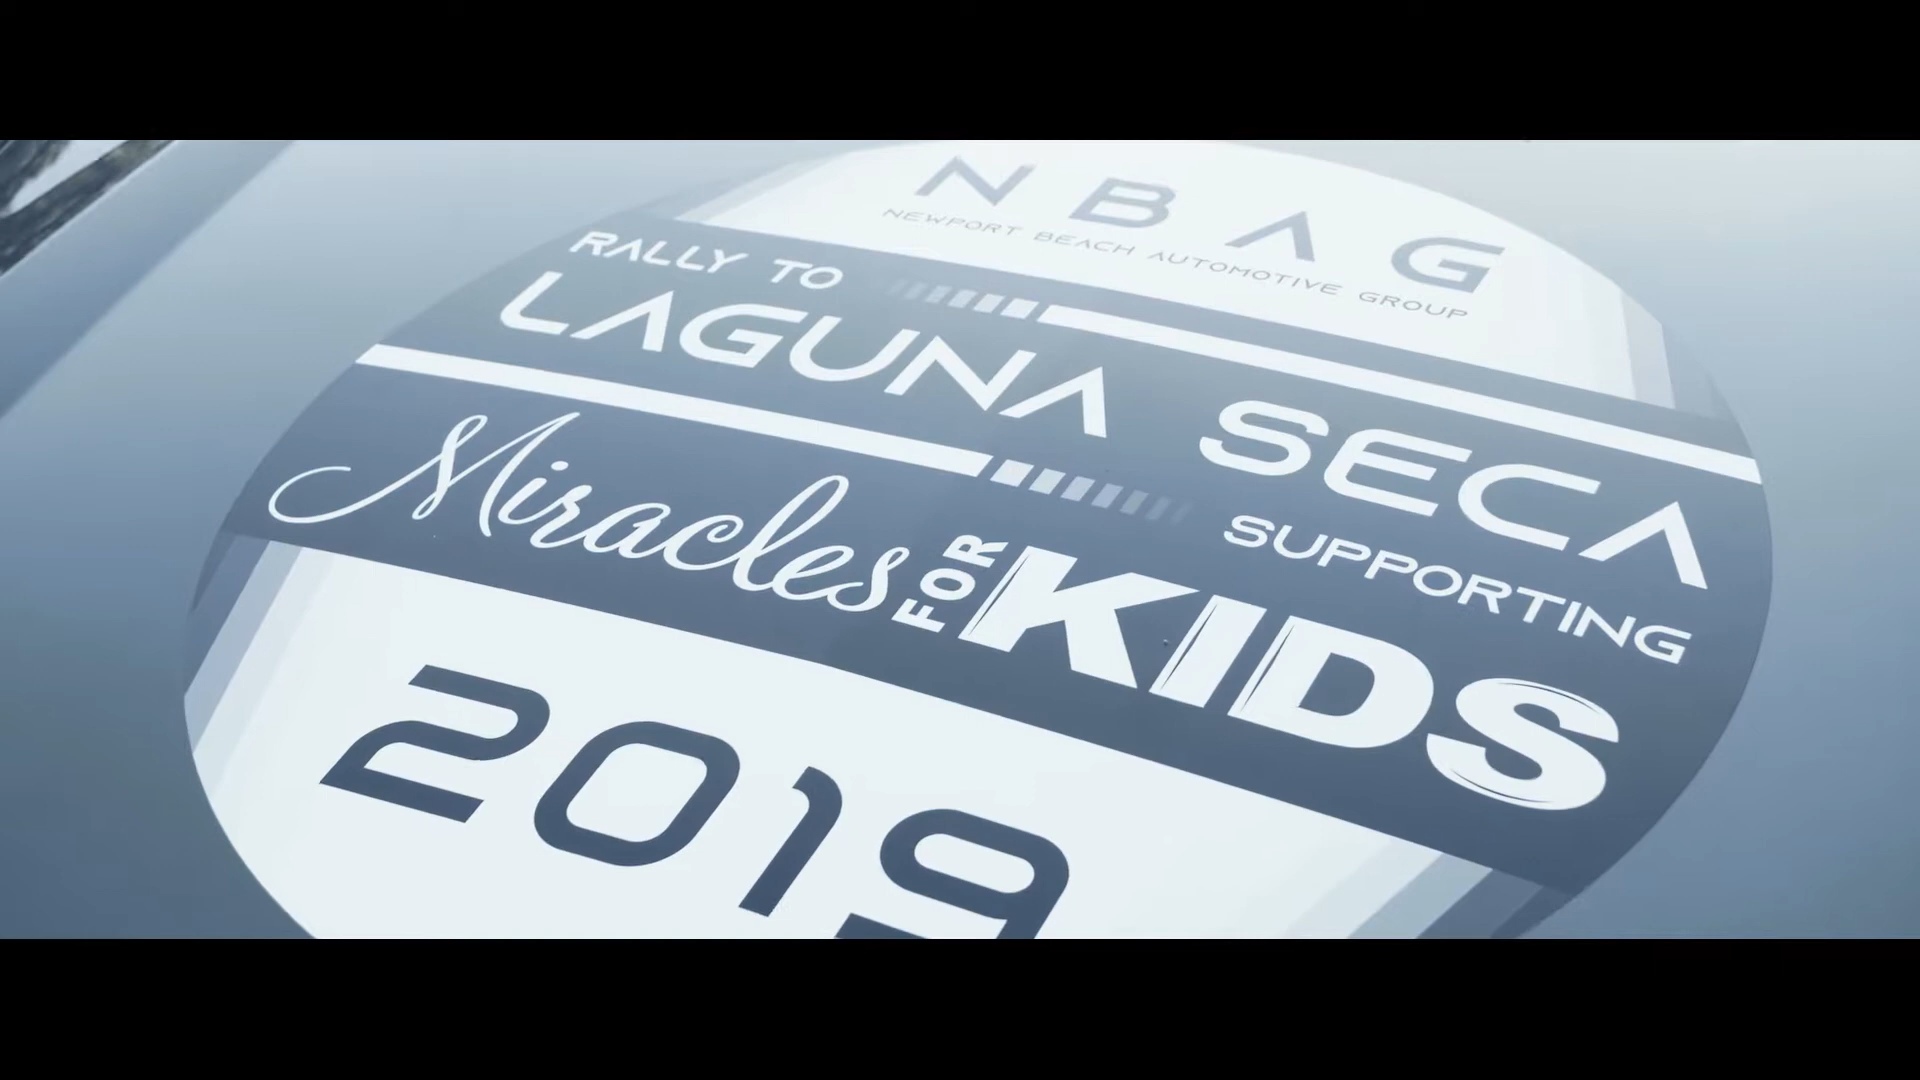 NBAG
NEWPORT BEACH AUTOMOTIVE GROUP
RALLY TO
LAGUNA SECA
SUPPORTING
Miracles FOR KIDS
2019